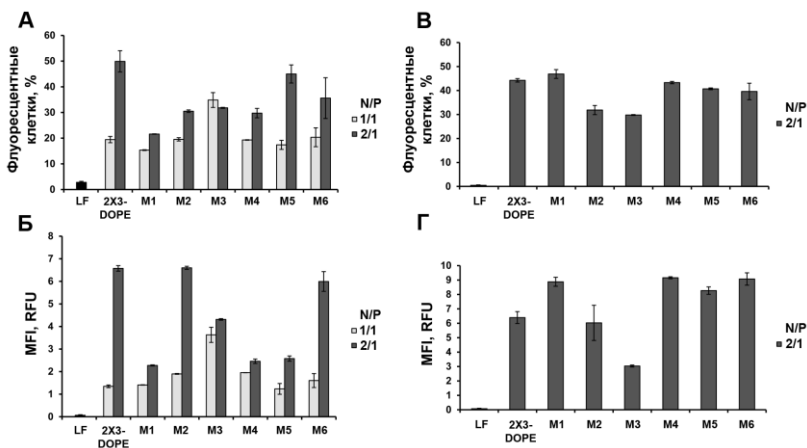 А
Флуоресцентные
клетки, %
60
50
40
30
20
10
0
LF
2X3-
DOPE
M1
M2
M3
M4
M5
M6
N/P
1/1
2/1
В
Флуоресцентные
клетки, %
60
50
40
30
20
10
0
LF
2X3-
DOPE
M1
M2
M3
M4
M5
M6
N/P
2/1
Б
MFI, RFU
8
7
6
5
4
3
2
1
0
LF
2X3-
DOPE
M1
M2
M3
M4
M5
M6
N/P
1/1
2/1
Г
MFI, RFU
10
9
8
7
6
5
4
3
2
1
0
LF
2X3-
DOPE
M1
M2
M3
M4
M5
M6
N/P
2/1